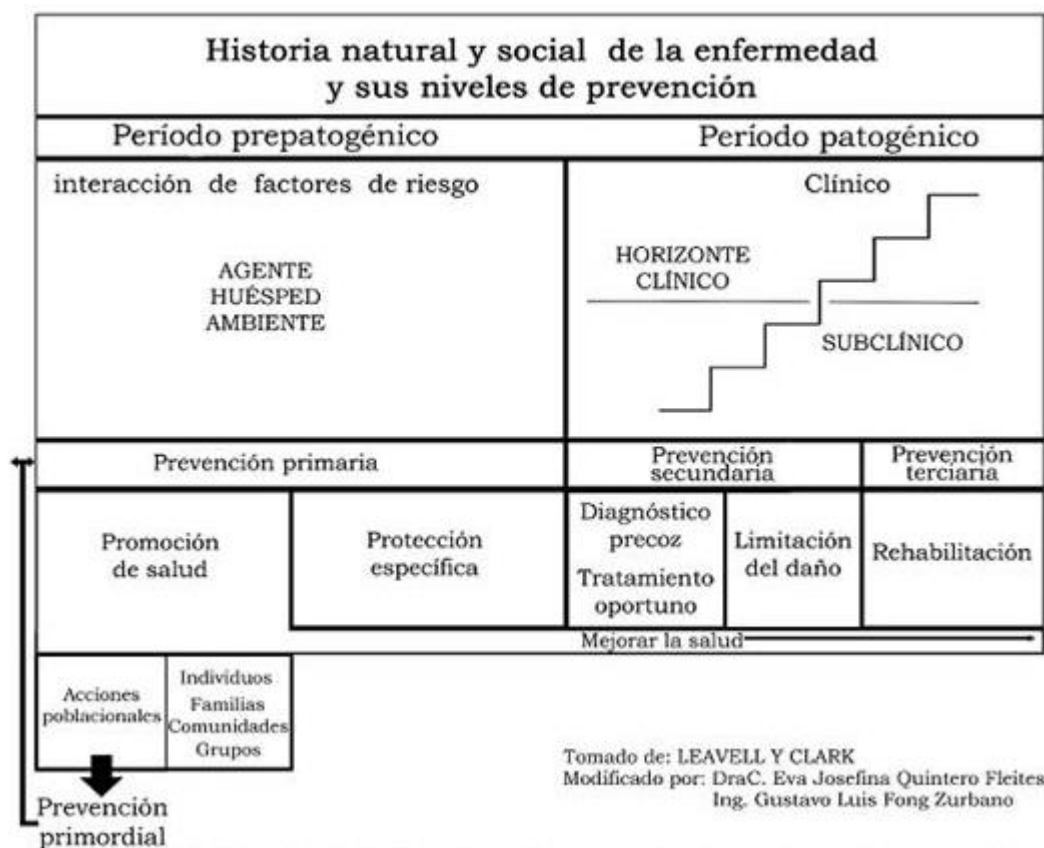 Historia natural y social de la enfermedad
y sus niveles de prevención
Período prepatogénico
Período patogénico
interacción de factores de riesgo
AGENTE
HUÉSPED
AMBIENTE
Clínico
HORIZONTE
CLÍNICO
SUBCLÍNICO
Prevención primaria
Prevención
secundaria
Prevención
terciaria
Promoción
de salud
Protección
específica
Diagnóstico
precoz
Tratamiento
oportuno
Limitación
del daño
Rehabilitación
Mejorar la salud
Acciones
poblacionales
Individuos
Familias
Comunidades
Grupos
Prevención
primordial
Tomado de: LEAVELL Y CLARK
Modificado por: DraC. Eva Josefina Quintero Fleites
Ing. Gustavo Luis Fong Zurbano